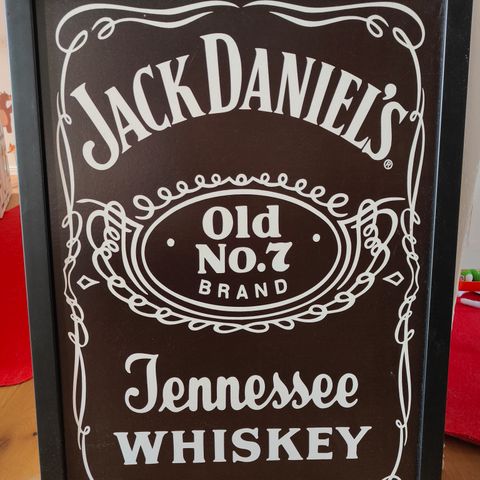 JACK DANIEL'S®
Old
No.7
BRAND
Tennessee
WHISKEY